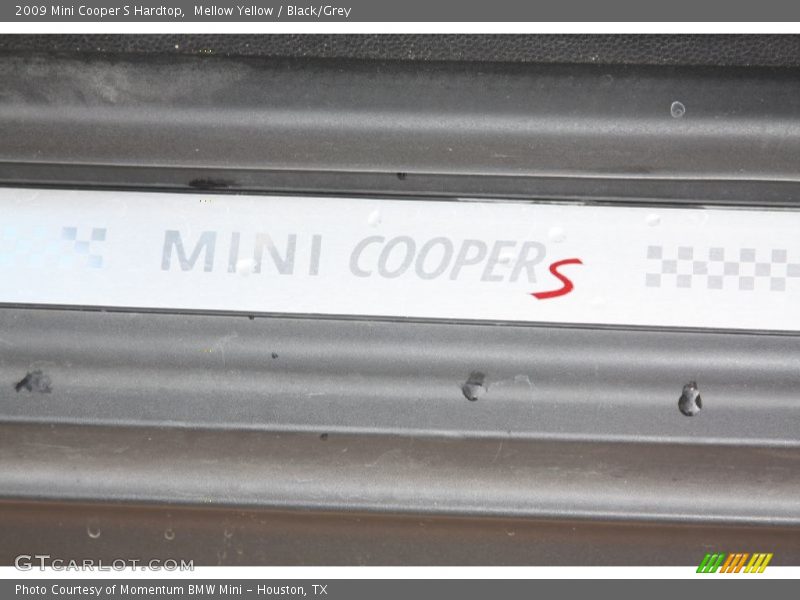 2009 Mini Cooper S Hardtop,  Mellow Yellow / Black/Grey
MINI COOPER S
GTCARLOT.COM
Photo Courtesy of Momentum BMW Mini - Houston, TX